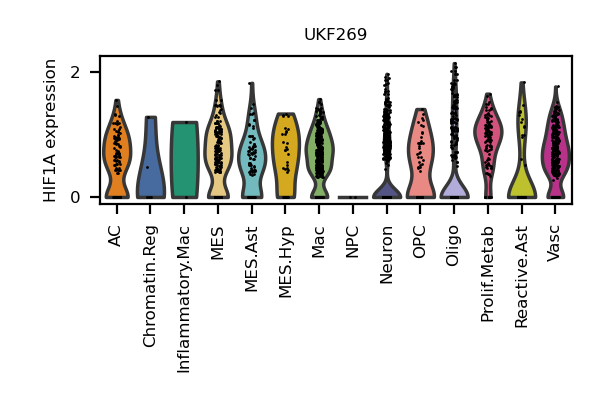 UKF269
HIF1A expression
2
0
AC
Chromatin.Reg
Inflammatory.Mac
MES
MES.Ast
MES.Hyp
Mac
NPC
Neuron
OPC
Oligo
Prolif.Metab
Reactive.Ast
Vasc